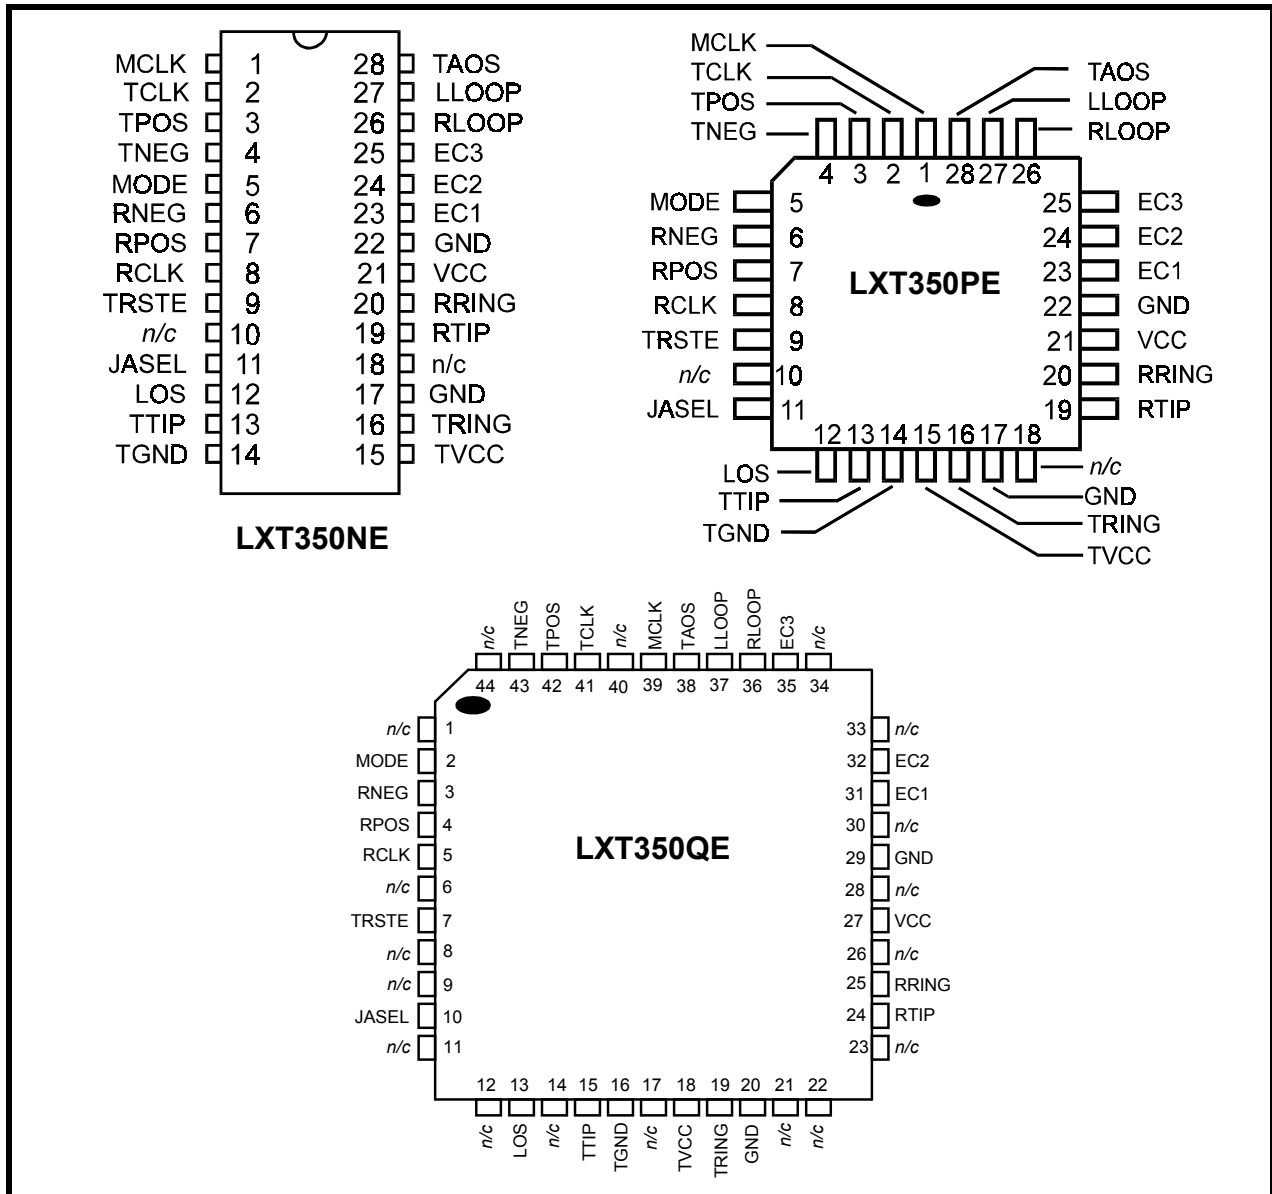 MCLK 1 28 TAOS
TCLK 2 27 LLOOP
TPOS 3 26 RLOOP
TNEG 4 25 EC3
MODE 5 24 EC2
RNEG 6 23 EC1
RPOS 7 22 GND
RCLK 8 21 VCC
TRSTE 9 20 RRING
n/c 10 19 RTIP
JASEL 11 18 n/c
LOS 12 17 GND
TTIP 13 16 TRING
TGND 14 15 TVCC
LXT350NE
MCLK
TCLK TAOS
TPOS LLOOP
TNEG RLOOP
4 3 2 1 28 27 26
MODE 5 25 EC3
RNEG 6 24 EC2
RPOS 7 23 EC1
LXT350PE
RCLK 8 22 GND
TRSTE 9 21 VCC
n/c 10 20 RRING
JASEL 11 19 RTIP
12 13 14 15 16 17 18
LOS n/c
TTIP GND
TGND TRING
TVCC
n/c TNEG TPOS TCLK n/c MCLK TAOS LLOOP RLOOP EC3 n/c
44 43 42 41 40 39 38 37 36 35 34
n/c 1 33 n/c
MODE 2 32 EC2
RNEG 3 31 EC1
RPOS 4 30 n/c
LXT350QE
RCLK 5 29 GND
n/c 6 28 n/c
TRSTE 7 27 VCC
n/c 8 26 n/c
n/c 9 25 RRING
JASEL 10 24 RTIP
n/c 11 23 n/c
12 13 14 15 16 17 18 19 20 21 22
n/c LOS n/c TTIP TGND n/c TVCC TRING GND n/c n/c